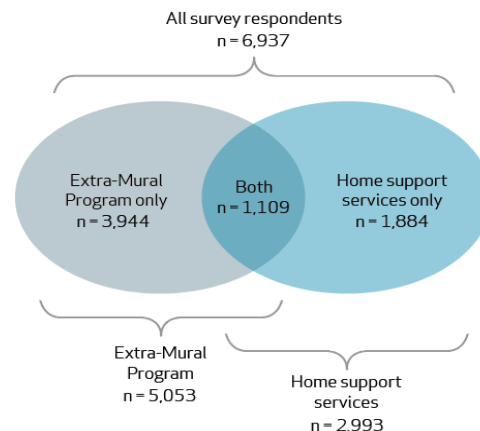 All survey respondents
n = 6,937
Extra-Mural
Program only
n = 3,944
Both
n = 1,109
Home support
services only
n = 1,884
Extra-Mural
Program
n = 5,053
Home support
services
n = 2,993